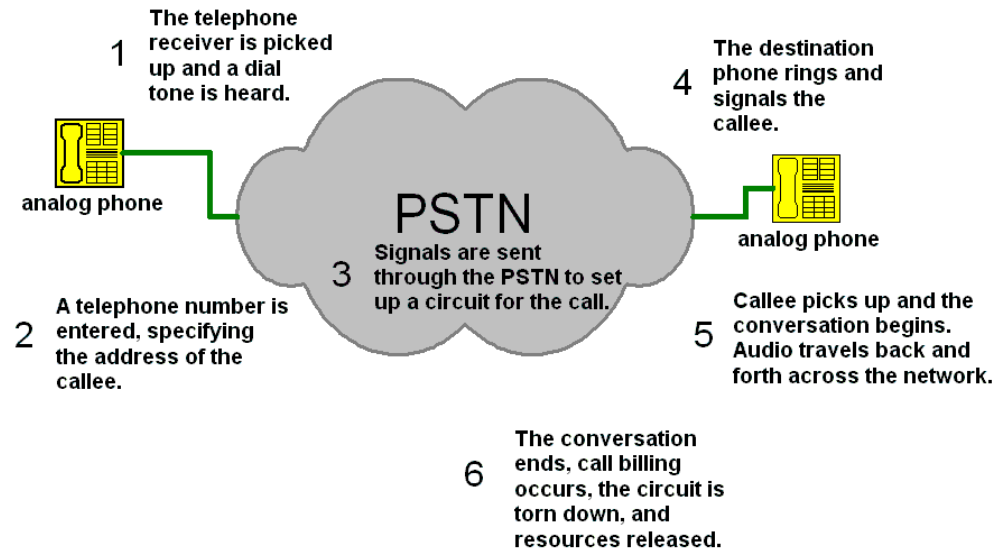 1
The telephone
receiver is picked
up and a dial
tone is heard.
analog phone
2
A telephone number is
entered, specifying
the address of the
callee.
PSTN
3
Signals are sent
through the PSTN to set
up a circuit for the call.
4
The destination
phone rings and
signals the
callee.
analog phone
5
Callee picks up and the
conversation begins.
Audio travels back and
forth across the network.
6
The conversation
ends, call billing
occurs, the circuit is
torn down, and
resources released.